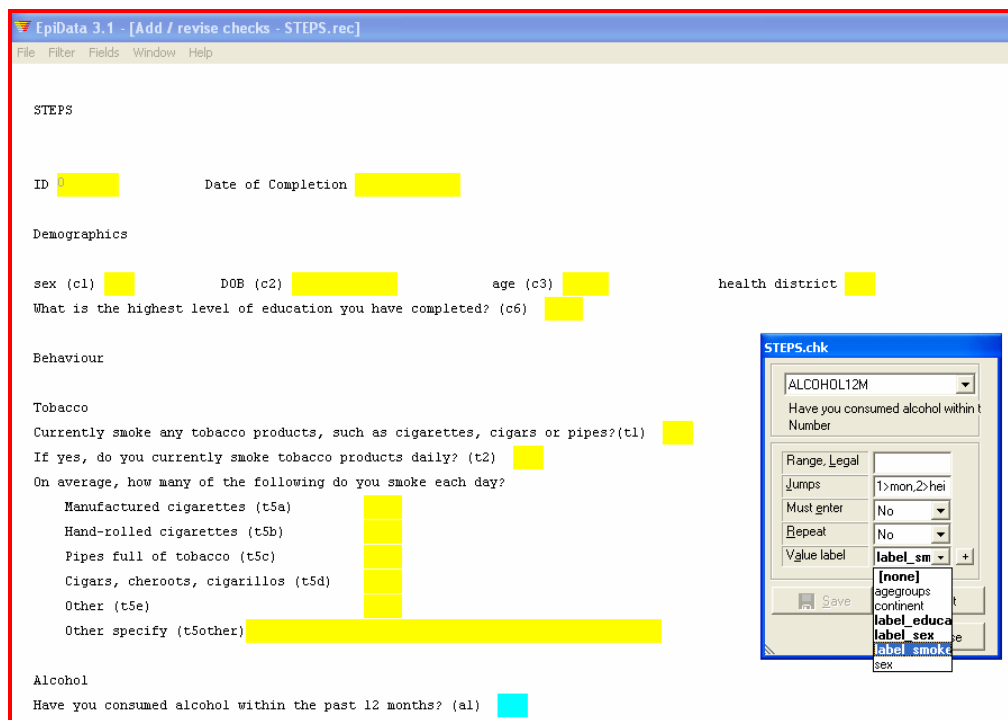 EpiData 3.1 - [Add / revise checks - STEPS.rec]
File Filter Fields Window Help
STEPS
ID 0 Date of Completion
Demographics
sex (c1) DOB (c2) age (c3) health district
What is the highest level of education you have completed? (c6)
Behaviour
Tobacco
Currently smoke any tobacco products, such as cigarettes, cigars or pipes?(t1)
If yes, do you currently smoke tobacco products daily? (t2)
On average, how many of the following do you smoke each day?
Manufactured cigarettes (t5a)
Hand-rolled cigarettes (t5b)
Pipes full of tobacco (t5c)
Cigars, cheroots, cigarillos (t5d)
Other (t5e)
Other specify (t5other)
Alcohol
Have you consumed alcohol within the past 12 months? (a1)
STEPS.chk
ALCOHOL12M
Have you consumed alcohol within t
Number
Range, Legal
Jumps 1>mon,2>hei
Must enter No
Repeat No
Value label label_sm +
[none]
agegroups
continent
label_educa
label_sex
label_smoke
sex
Save t
se